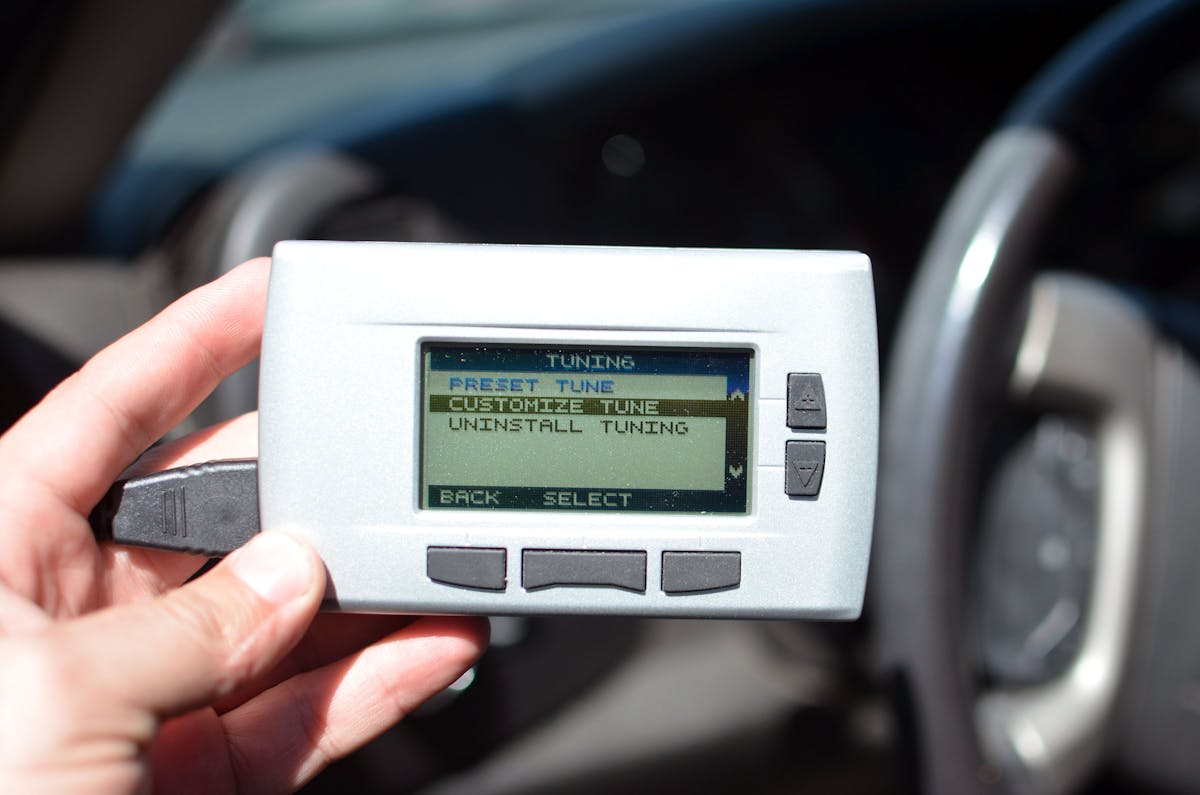 TUNING
PRESET TUNE
CUSTOMIZE TUNE
UNINSTALL TUNING
BACK SELECT